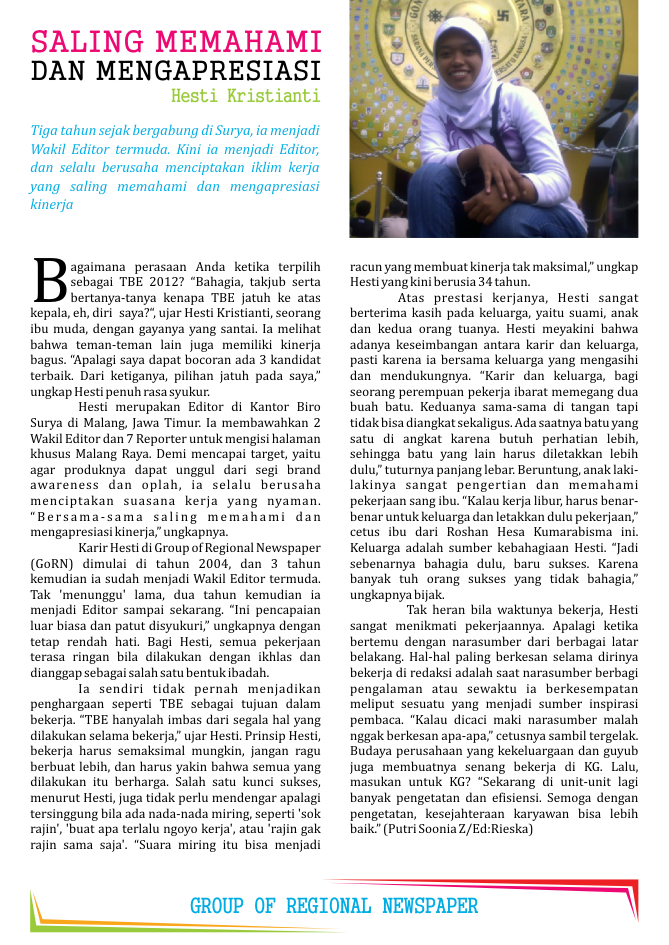 SALING MEMAHAMI
DAN MENGAPRESIASI
Hesti Kristianti
Tiga tahun sejak bergabung di Surya, ia menjadi
Wakil Editor termuda. Kini ia menjadi Editor,
dan selalu berusaha menciptakan iklim kerja
yang saling memahami dan mengapresiasi
kinerja
Bagaimana perasaan Anda ketika terpilih
sebagai TBE 2012? “Bahagia, takjub serta
bertanya-tanya kenapa TBE jatuh ke atas
kepala, eh, diri saya?“, ujar Hesti Kristianti, seorang
ibu muda, dengan gayanya yang santai. Ia melihat
bahwa teman-teman lain juga memiliki kinerja
bagus. “Apalagi saya dapat bocoran ada 3 kandidat
terbaik. Dari ketiganya, pilihan jatuh pada saya,”
ungkap Hesti penuh rasa syukur.
Hesti merupakan Editor di Kantor Biro
Surya di Malang, Jawa Timur. Ia membawahkan 2
Wakil Editor dan 7 Reporter untuk mengisi halaman
khusus Malang Raya. Demi mencapai target, yaitu
agar produknya dapat unggul dari segi brand
awareness dan oplah, ia selalu berusaha
menciptakan suasana kerja yang nyaman.
“Bersama-sama saling memahami dan
mengapresiasi kinerja,” ungkapnya.
Karir Hesti di Group of Regional Newspaper
(GoRN) dimulai di tahun 2004, dan 3 tahun
kemudian ia sudah menjadi Wakil Editor termuda.
Tak 'menunggu' lama, dua tahun kemudian ia
menjadi Editor sampai sekarang. “Ini pencapaian
luar biasa dan patut disyukuri,” ungkapnya dengan
tetap rendah hati. Bagi Hesti, semua pekerjaan
terasa ringan bila dilakukan dengan ikhlas dan
dianggap sebagai salah satu bentuk ibadah.
Ia sendiri tidak pernah menjadikan
penghargaan seperti TBE sebagai tujuan dalam
bekerja. “TBE hanyalah imbas dari segala hal yang
dilakukan selama bekerja,” ujar Hesti. Prinsip Hesti,
bekerja harus semaksimal mungkin, jangan ragu
berbuat lebih, dan harus yakin bahwa semua yang
dilakukan itu berharga. Salah satu kunci sukses,
menurut Hesti, juga tidak perlu mendengar apalagi
tersinggung bila ada nada-nada miring, seperti 'sok
rajin', 'buat apa terlalu ngoyo kerja', atau 'rajin gak
rajin sama saja'. “Suara miring itu bisa menjadi
racun yang membuat kinerja tak maksimal,” ungkap
Hesti yang kini berusia 34 tahun.
Atas prestasi kerjanya, Hesti sangat
berterima kasih pada keluarga, yaitu suami, anak
dan kedua orang tuanya. Hesti meyakini bahwa
adanya keseimbangan antara karir dan keluarga,
pasti karena ia bersama keluarga yang mengasihi
dan mendukungnya. “Karir dan keluarga, bagi
seorang perempuan pekerja ibarat memegang dua
buah batu. Keduanya sama-sama di tangan tapi
tidak bisa diangkat sekaligus. Ada saatnya batu yang
satu di angkat karena butuh perhatian lebih,
sehingga batu yang lain harus diletakkan lebih
dulu,” tuturnya panjang lebar. Beruntung, anak laki-
lakinya sangat pengertian dan memahami
pekerjaan sang ibu. “Kalau kerja libur, harus benar-
benar untuk keluarga dan letakkan dulu pekerjaan,”
cetus ibu dari Roshan Hesa Kumarabisma ini.
Keluarga adalah sumber kebahagiaan Hesti. “Jadi
sebenarnya bahagia dulu, baru sukses. Karena
banyak tuh orang sukses yang tidak bahagia,”
ungkapnya bijak.
Tak heran bila waktunya bekerja, Hesti
sangat menikmati pekerjaannya. Apalagi ketika
bertemu dengan narasumber dari berbagai latar
belakang. Hal-hal paling berkesan selama dirinya
bekerja di redaksi adalah saat narasumber berbagi
pengalaman atau sewaktu ia berkesempatan
meliput sesuatu yang menjadi sumber inspirasi
pembaca. “Kalau dicaci maki narasumber malah
nggak berkesan apa-apa,” cetusnya sambil tergelak.
Budaya perusahaan yang kekeluargaan dan guyub
juga membuatnya senang bekerja di KG. Lalu,
masukan untuk KG? “Sekarang di unit-unit lagi
banyak pengetatan dan efisiensi. Semoga dengan
pengetatan, kesejahteraan karyawan bisa lebih
baik.” (Putri Soonia Z/Ed:Rieska)
GROUP OF REGIONAL NEWSPAPER